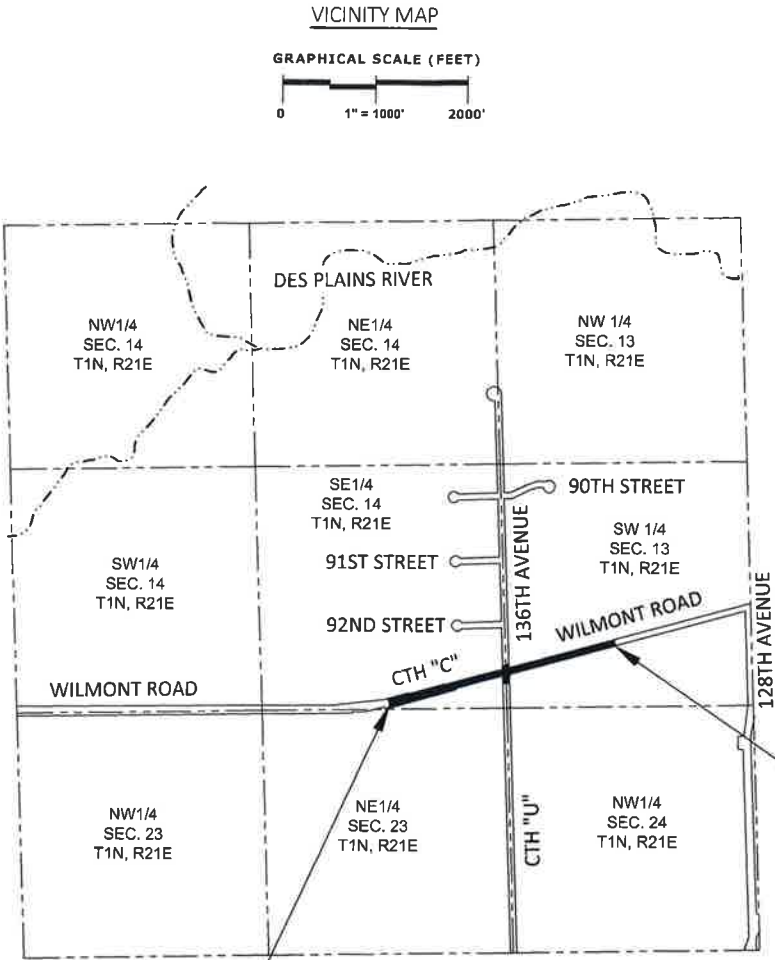 VICINITY MAP
GRAPHICAL SCALE (FEET)
0 1" = 1000' 2000'
DES PLAINS RIVER
NW1/4
SEC. 14
T1N, R21E
NE1/4
SEC. 14
T1N, R21E
NW 1/4
SEC. 13
T1N, R21E
SE1/4
SEC. 14
T1N, R21E
90TH STREET
SW1/4
SEC. 14
T1N, R21E
91ST STREET
136TH AVENUE
SW 1/4
SEC. 13
T1N, R21E
92ND STREET
WILMONT ROAD
128TH AVENUE
CTH "C"
WILMONT ROAD
NW1/4
SEC. 23
T1N, R21E
NE1/4
SEC. 23
T1N, R21E
CTH "U"
NW1/4
SEC. 24
T1N, R21E